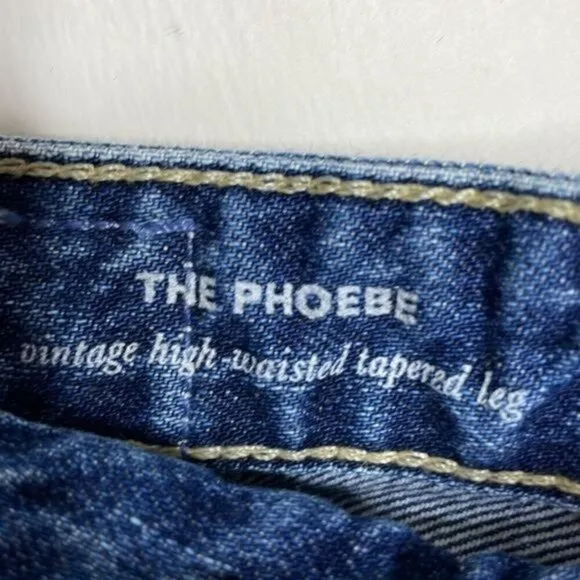 THE PHOEBE
vintage high-waisted tapered leg